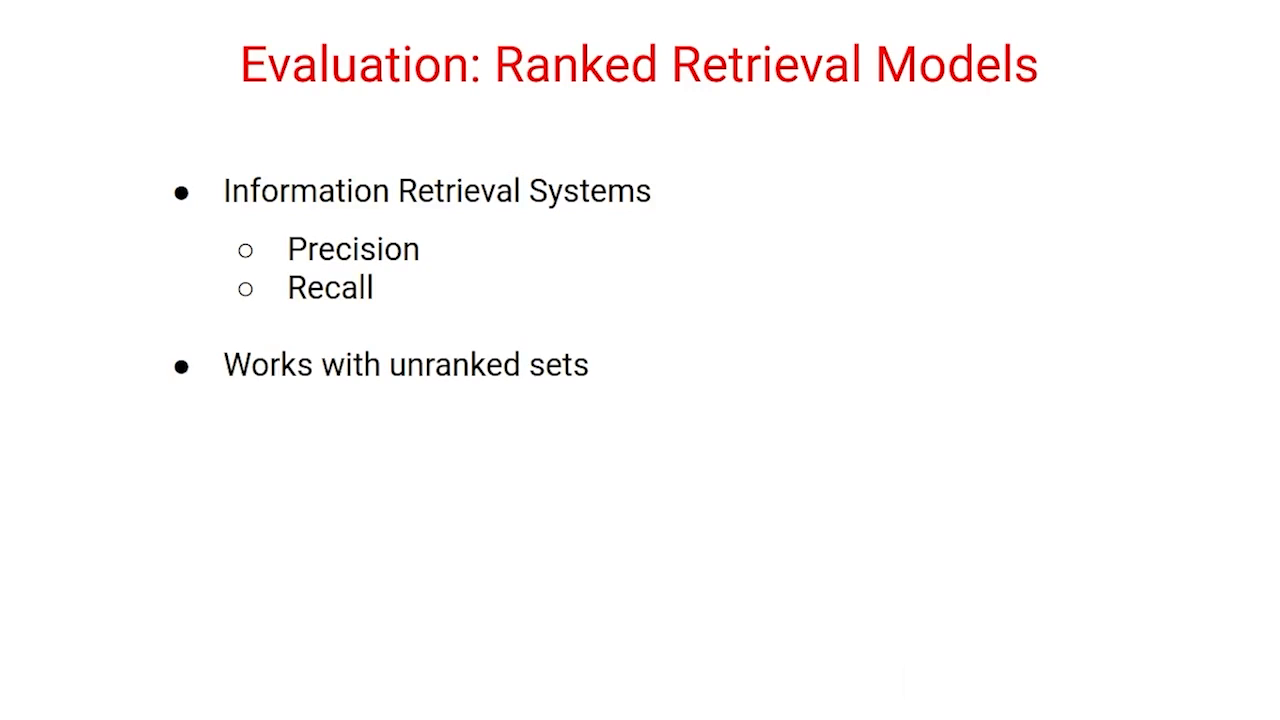 Evaluation: Ranked Retrieval Models
● Information Retrieval Systems
○ Precision
○ Recall
● Works with unranked sets